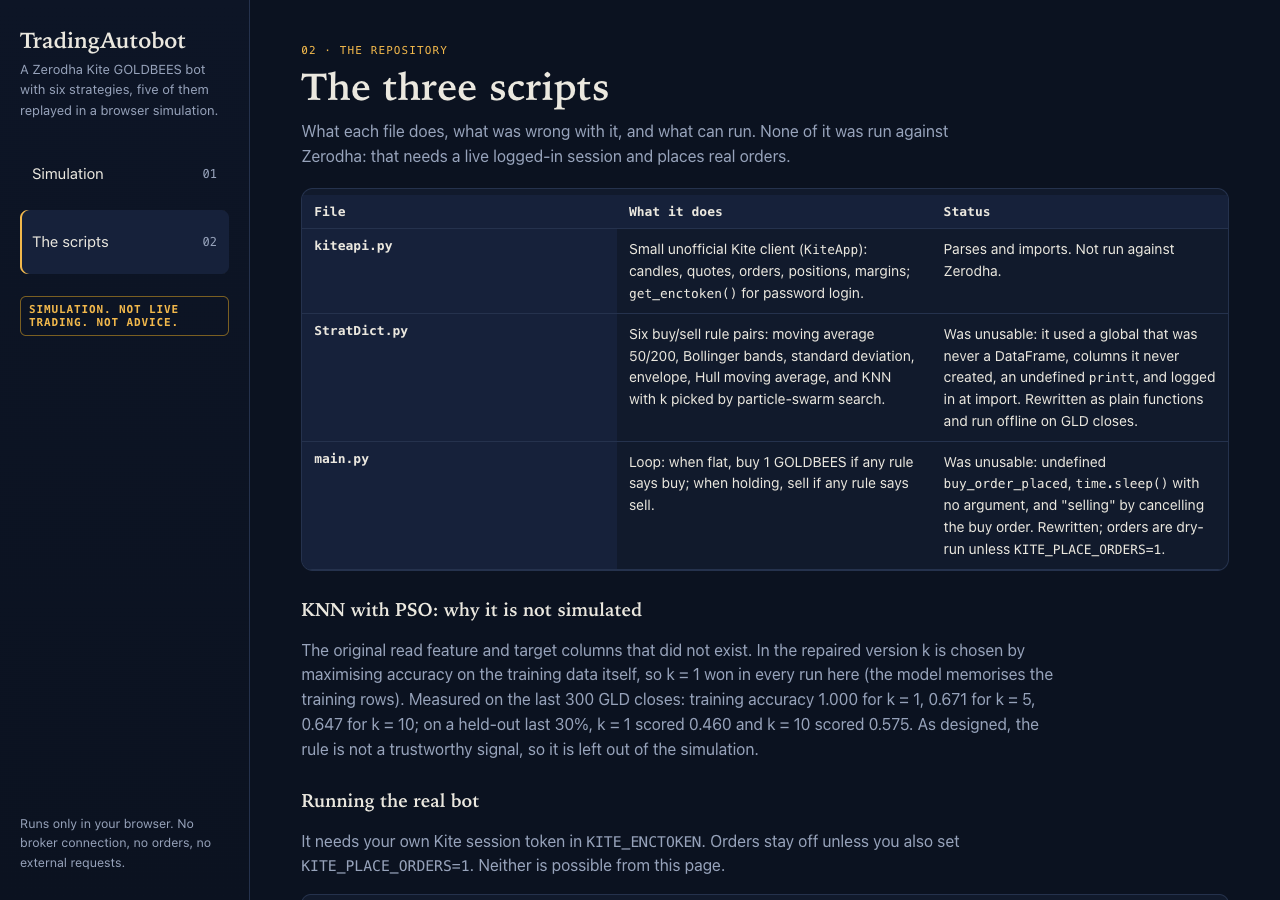 TradingAutobot
A Zerodha Kite GOLDBEES bot
with six strategies, five of them
replayed in a browser simulation.
Simulation 01
The scripts 02
SIMULATION. NOT LIVE
TRADING. NOT ADVICE.
Runs only in your browser. No
broker connection, no orders, no
external requests.
02 · THE REPOSITORY
The three scripts
What each file does, what was wrong with it, and what can run. None of it was run against
Zerodha: that needs a live logged-in session and places real orders.
File What it does Status
kiteapi.py
Small unofficial Kite client (KiteApp):
candles, quotes, orders, positions, margins;
get_enctoken() for password login.
Parses and imports. Not run against
Zerodha.
StratDict.py
Six buy/sell rule pairs: moving average
50/200, Bollinger bands, standard deviation,
envelope, Hull moving average, and KNN
with k picked by particle-swarm search.
Was unusable: it used a global that was
never a DataFrame, columns it never
created, an undefined printt, and logged
in at import. Rewritten as plain functions
and run offline on GLD closes.
main.py
Loop: when flat, buy 1 GOLDBEES if any rule
says buy; when holding, sell if any rule says
sell.
Was unusable: undefined
buy_order_placed, time.sleep() with
no argument, and "selling" by cancelling
the buy order. Rewritten; orders are dry-
run unless KITE_PLACE_ORDERS=1.
KNN with PSO: why it is not simulated
The original read feature and target columns that did not exist. In the repaired version k is chosen by
maximising accuracy on the training data itself, so k = 1 won in every run here (the model memorises the
training rows). Measured on the last 300 GLD closes: training accuracy 1.000 for k = 1, 0.671 for k = 5,
0.647 for k = 10; on a held-out last 30%, k = 1 scored 0.460 and k = 10 scored 0.575. As designed, the
rule is not a trustworthy signal, so it is left out of the simulation.
Running the real bot
It needs your own Kite session token in KITE_ENCTOKEN. Orders stay off unless you also set
KITE_PLACE_ORDERS=1. Neither is possible from this page.